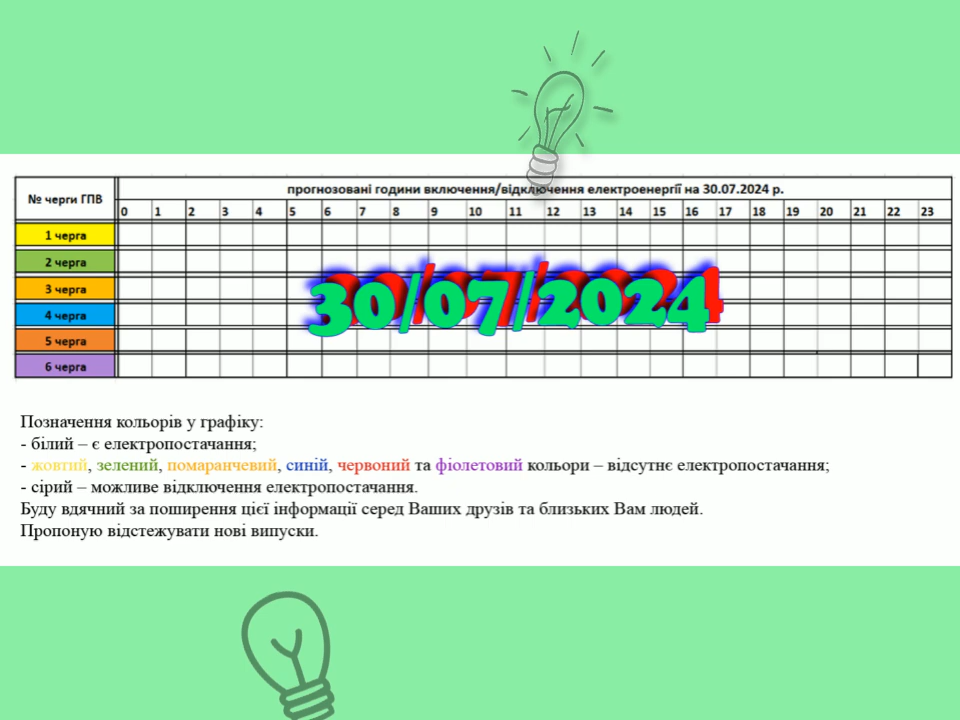 № черги ГПВ
прогнозовані години включення/відключення електроенергії на 30.07.2024 р.
0 1 2 3 4 5 6 7 8 9 10 11 12 13 14 15 16 17 18 19 20 21 22 23
1 черга
2 черга
3 черга
4 черга
5 черга
6 черга
30/07/2024
Позначення кольорів у графіку:
- білий – є електропостачання;
- жовтий, зелений, помаранчевий, синій, червоний та фіолетовий кольори – відсутнє електропостачання;
- сірий – можливе відключення електропостачання.
Буду вдячний за поширення цієї інформації серед Ваших друзів та близьких Вам людей.
Пропоную відстежувати нові випуски.